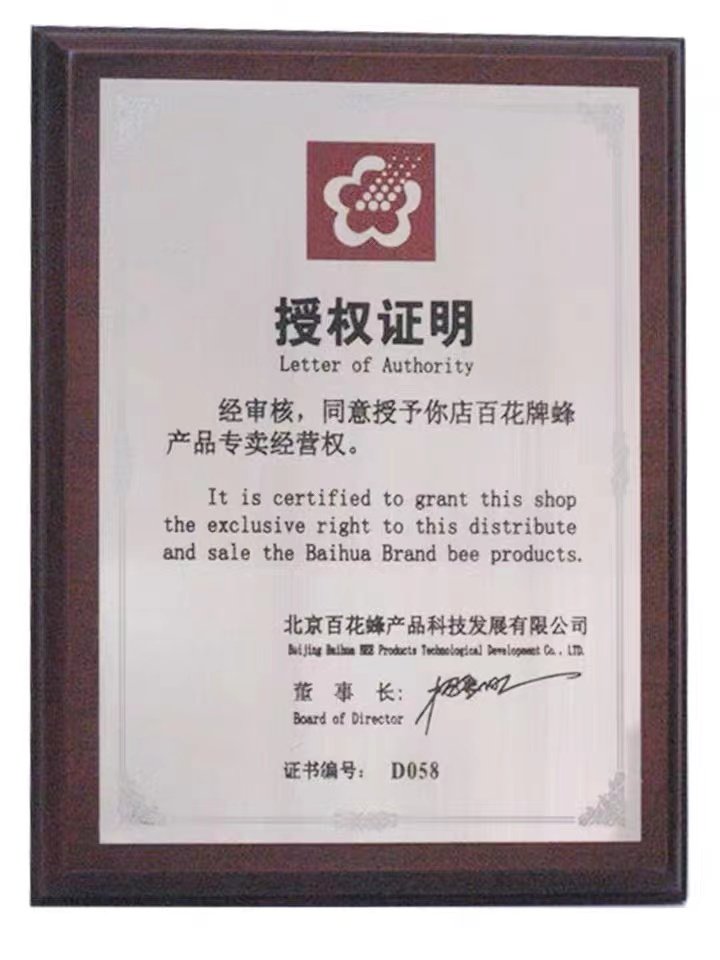 授权证明
Letter of Authority
经审核，同意授予你店百花牌蜂
产品专卖经营权。
It is certified to grant this shop
the exclusive right to this distribute
and sale the Baihua Brand bee products.
北京百花蜂产品科技发展有限公司
Baijing Baihua BEE Products Technological Development Co., LTD.
董事长：
Board of Director
证书编号： D058